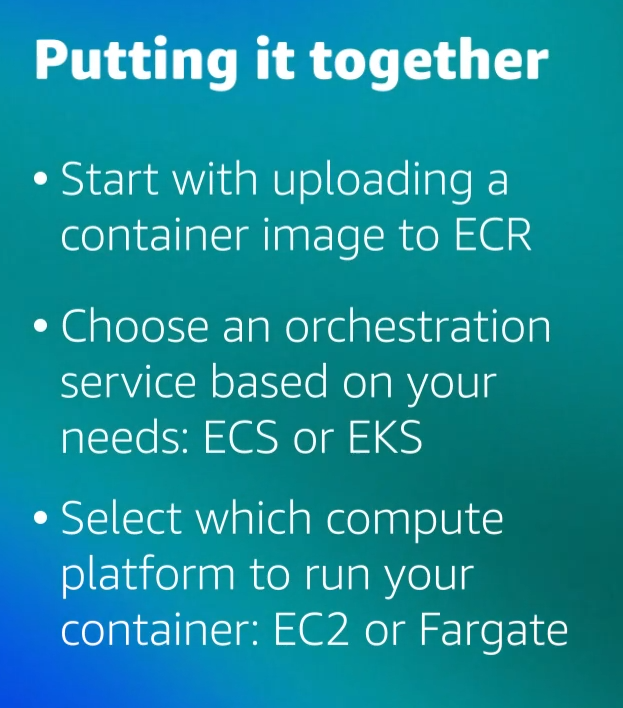 Putting it together
• Start with uploading a
container image to ECR
• Choose an orchestration
service based on your
needs: ECS or EKS
• Select which compute
platform to run your
container: EC2 or Fargate